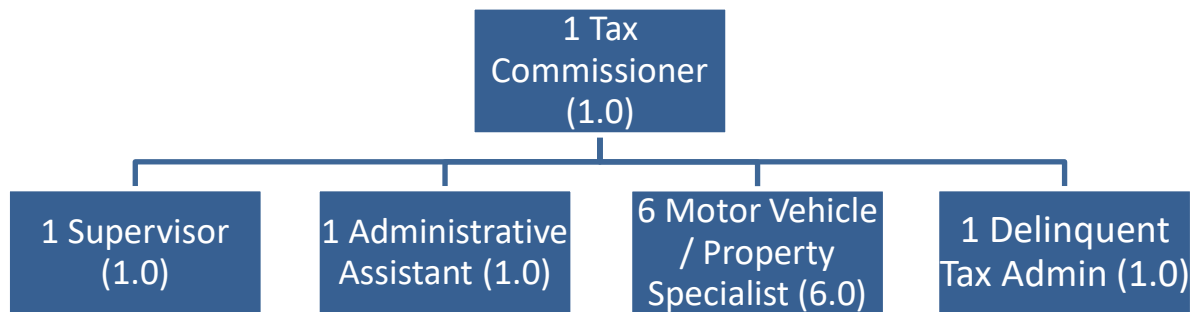 1 Tax
Commissioner
(1.0)
1 Supervisor
(1.0)
1 Administrative
Assistant (1.0)
6 Motor Vehicle
/ Property
Specialist (6.0)
1 Delinquent
Tax Admin (1.0)